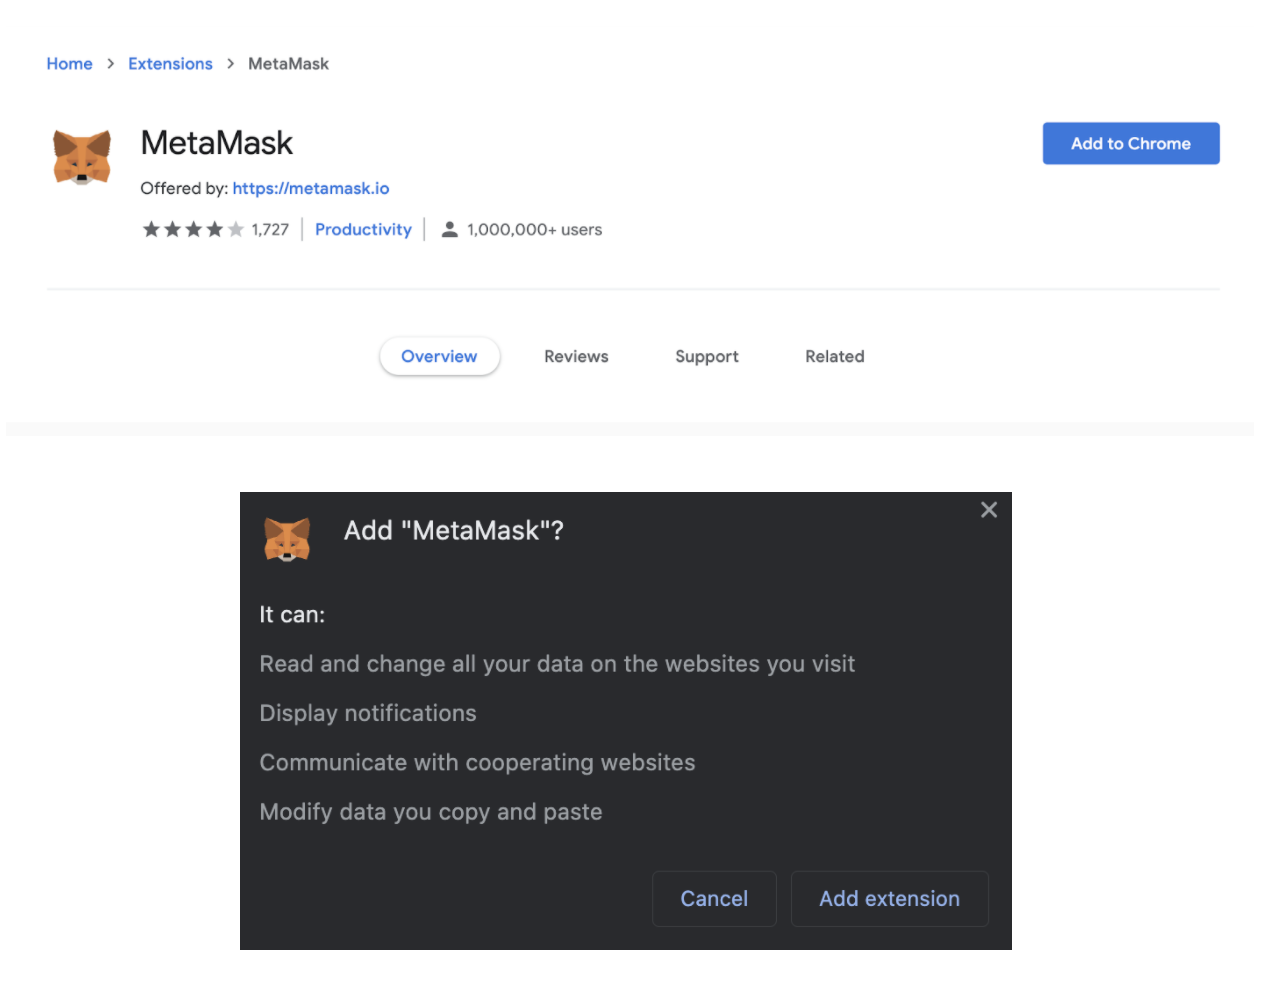 Home > Extensions > MetaMask
MetaMask
Add to Chrome
Offered by: https://metamask.io
1,727 | Productivity | 1,000,000+ users
Overview Reviews Support Related
Add "MetaMask"?
It can:
Read and change all your data on the websites you visit
Display notifications
Communicate with cooperating websites
Modify data you copy and paste
Cancel Add extension